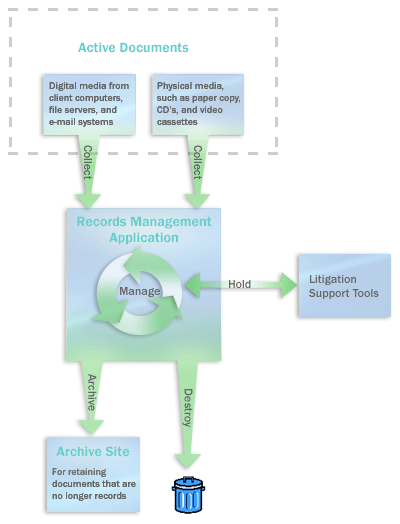 Active Documents
Digital media from
client computers,
file servers, and
e-mail systems
Physical media,
such as paper copy,
CD's, and video
cassettes
Collect
Collect
Records Management
Application
Manage
Hold
Litigation
Support Tools
Archive
Destroy
Archive Site
For retaining
documents that are
no longer records